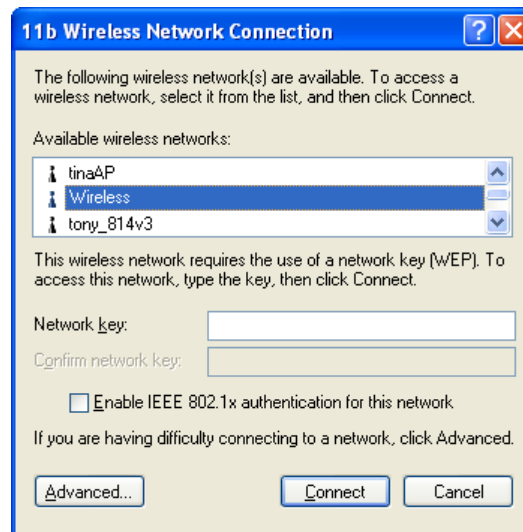 11b Wireless Network Connection
The following wireless network(s) are available. To access a
wireless network, select it from the list, and then click Connect.
Available wireless networks:
tinaAP
Wireless
tony_814v3
This wireless network requires the use of a network key (WEP). To
access this network, type the key, then click Connect.
Network key:
Confirm network key:
Enable IEEE 802.1x authentication for this network
If you are having difficulty connecting to a network, click Advanced.
Advanced... Connect Cancel